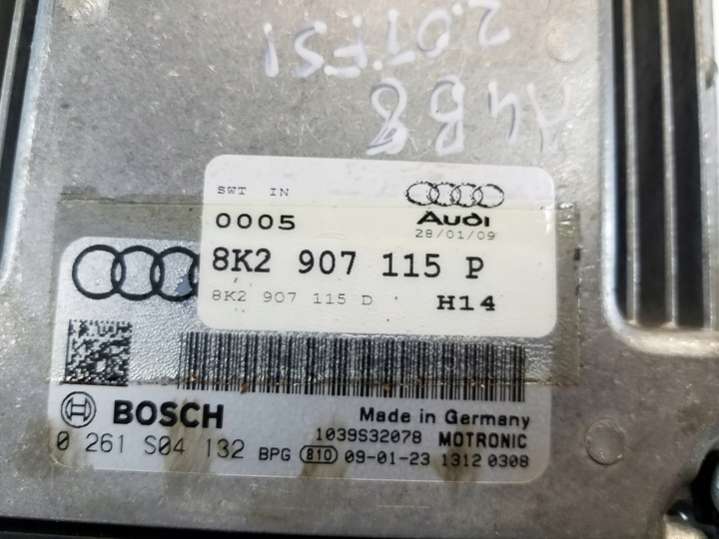 2.0TFSI
A4B8
SWT IN
0005
Audi
28/01/09
8K2 907 115 P
8K2 907 115 D H14
BOSCH
Made in Germany
1039S32078 MOTRONIC
0 261 S04 132 BPG 810 09-01-23 1312 0308